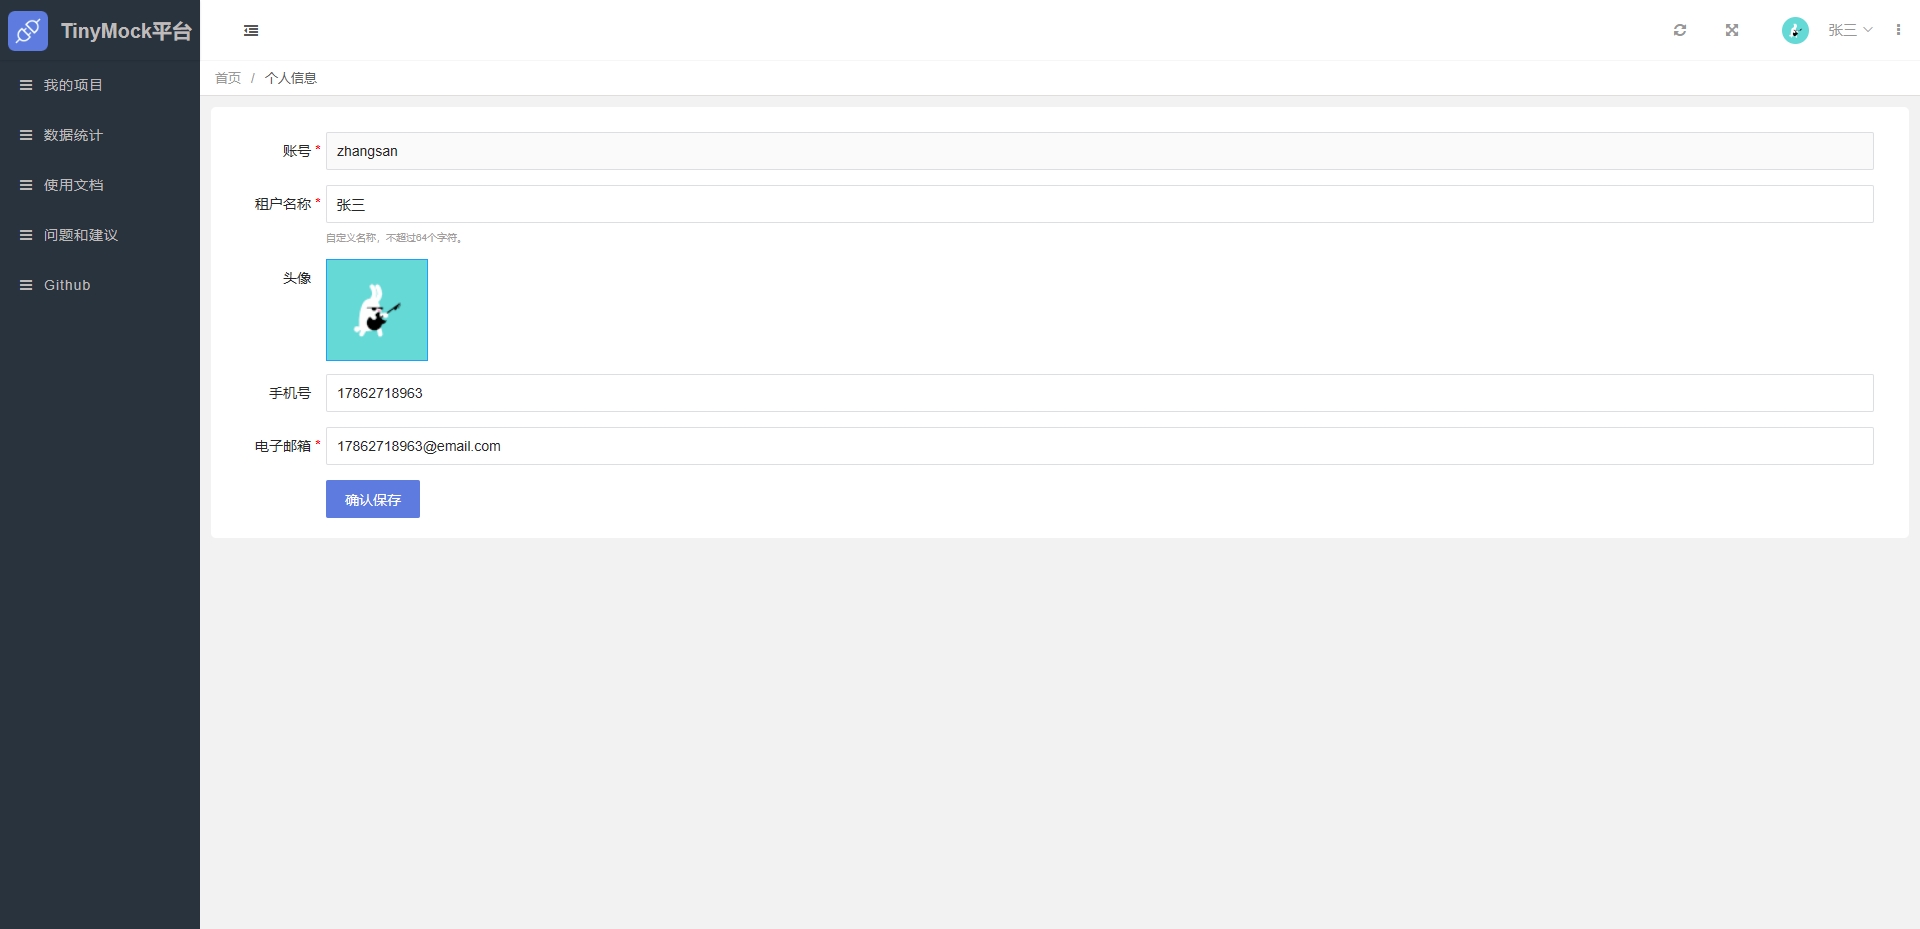 TinyMock平台
张三
首页 / 个人信息
我的项目
数据统计
使用文档
问题和建议
Github
账号 * zhangsan
租户名称 * 张三
自定义名称，不超过64个字符。
头像
手机号 17862718963
电子邮箱 * 17862718963@email.com
确认保存